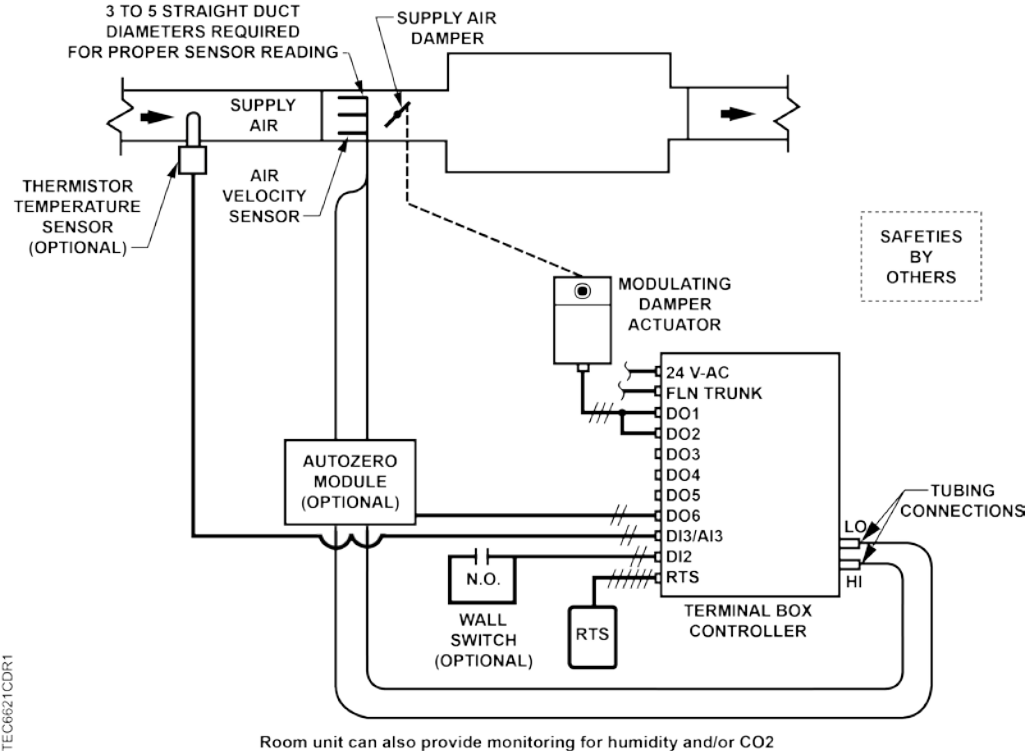 3 TO 5 STRAIGHT DUCT
DIAMETERS REQUIRED
FOR PROPER SENSOR READING
SUPPLY AIR
DAMPER
SUPPLY
AIR
THERMISTOR
TEMPERATURE
SENSOR
(OPTIONAL)
AIR
VELOCITY
SENSOR
SAFETIES
BY
OTHERS
MODULATING
DAMPER
ACTUATOR
24 V-AC
FLN TRUNK
DO1
DO2
DO3
DO4
DO5
DO6
DI3/AI3
DI2
RTS
AUTOZERO
MODULE
(OPTIONAL)
TUBING
CONNECTIONS
LO
HI
N.O.
WALL
SWITCH
(OPTIONAL)
RTS
TERMINAL BOX
CONTROLLER
TEC6621CDR1
Room unit can also provide monitoring for humidity and/or CO2